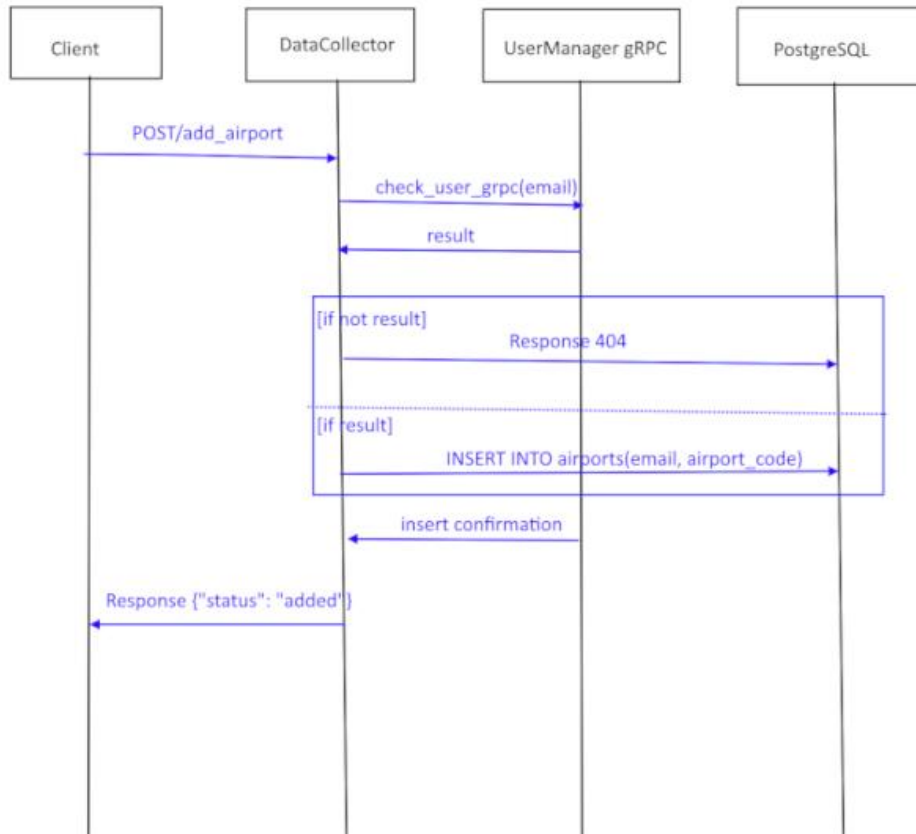 Client
DataCollector
UserManager gRPC
PostgreSQL
POST/add_airport
check_user_grpc(email)
result
[if not result]
Response 404
[if result]
INSERT INTO airports(email, airport_code)
insert confirmation
Response {"status": "added"}